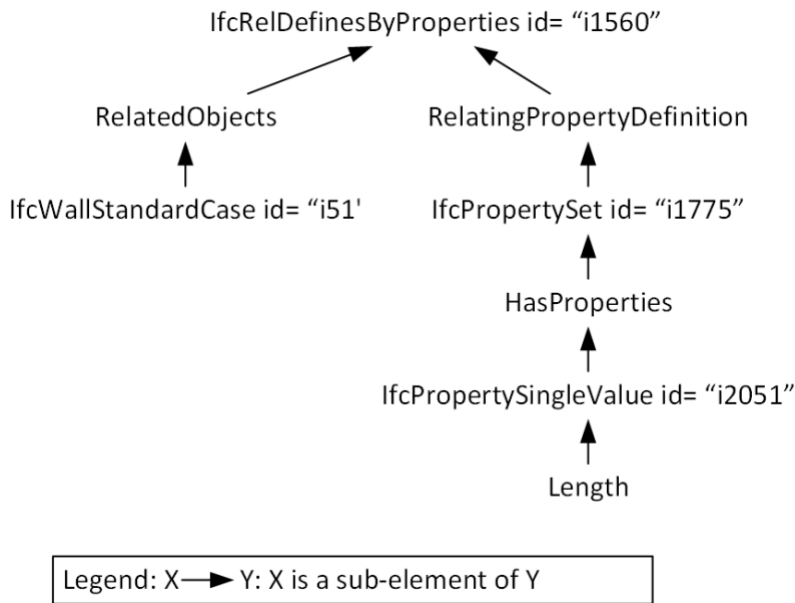 IfcRelDefinesByProperties id= “i1560”
RelatedObjects
RelatingPropertyDefinition
IfcWallStandardCase id= “i51'
IfcPropertySet id= “i1775”
HasProperties
IfcPropertySingleValue id= “i2051”
Length
Legend: X Y: X is a sub-element of Y